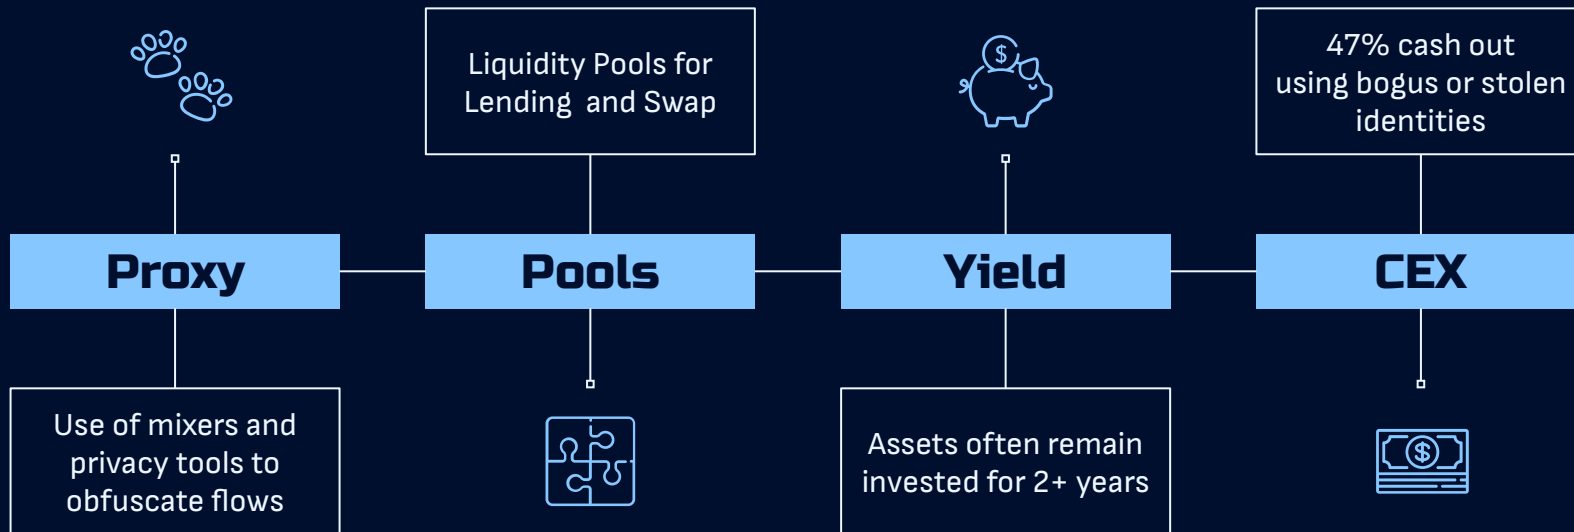 Liquidity Pools for
Lending and Swap
47% cash out
using bogus or stolen
identities
$
Proxy
Pools
Yield
CEX
Use of mixers and
privacy tools to
obfuscate flows
Assets often remain
invested for 2+ years
$